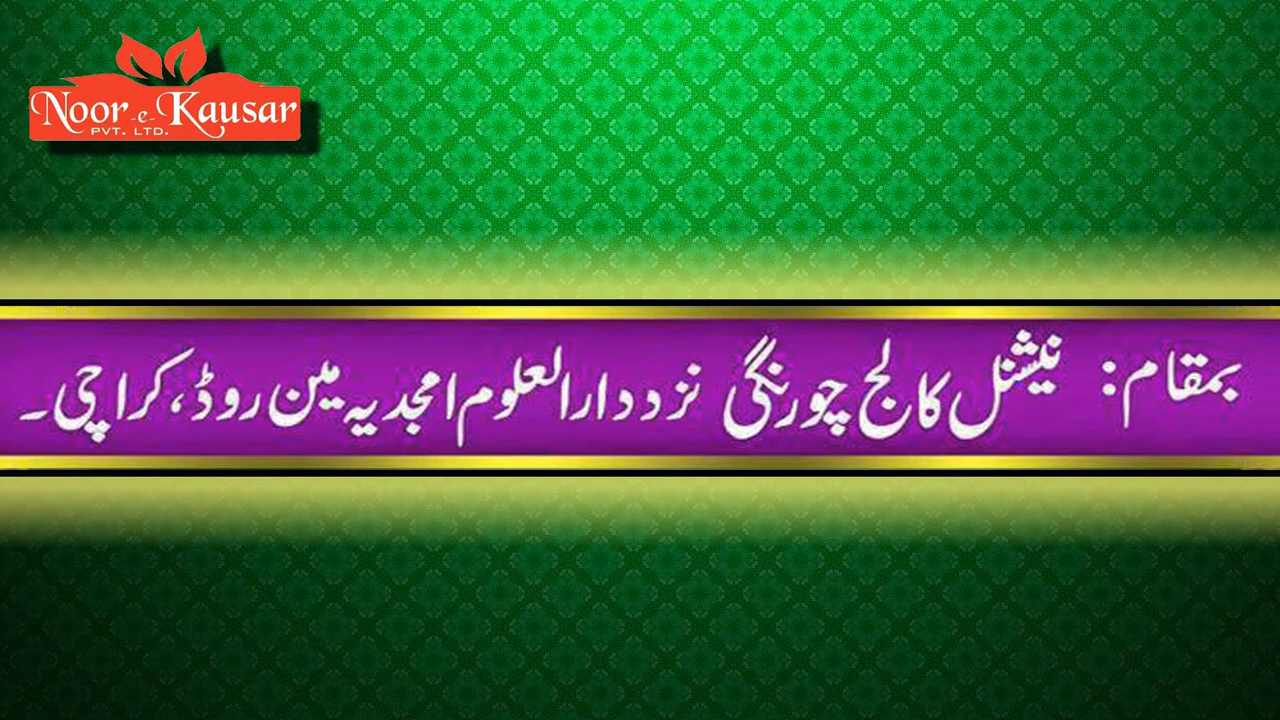 Noor-e-Kausar
PVT. LTD.
بمقام: نیشنل کالج چورنگی نزد دارالعلوم امجدیہ مین روڈ، کراچی۔